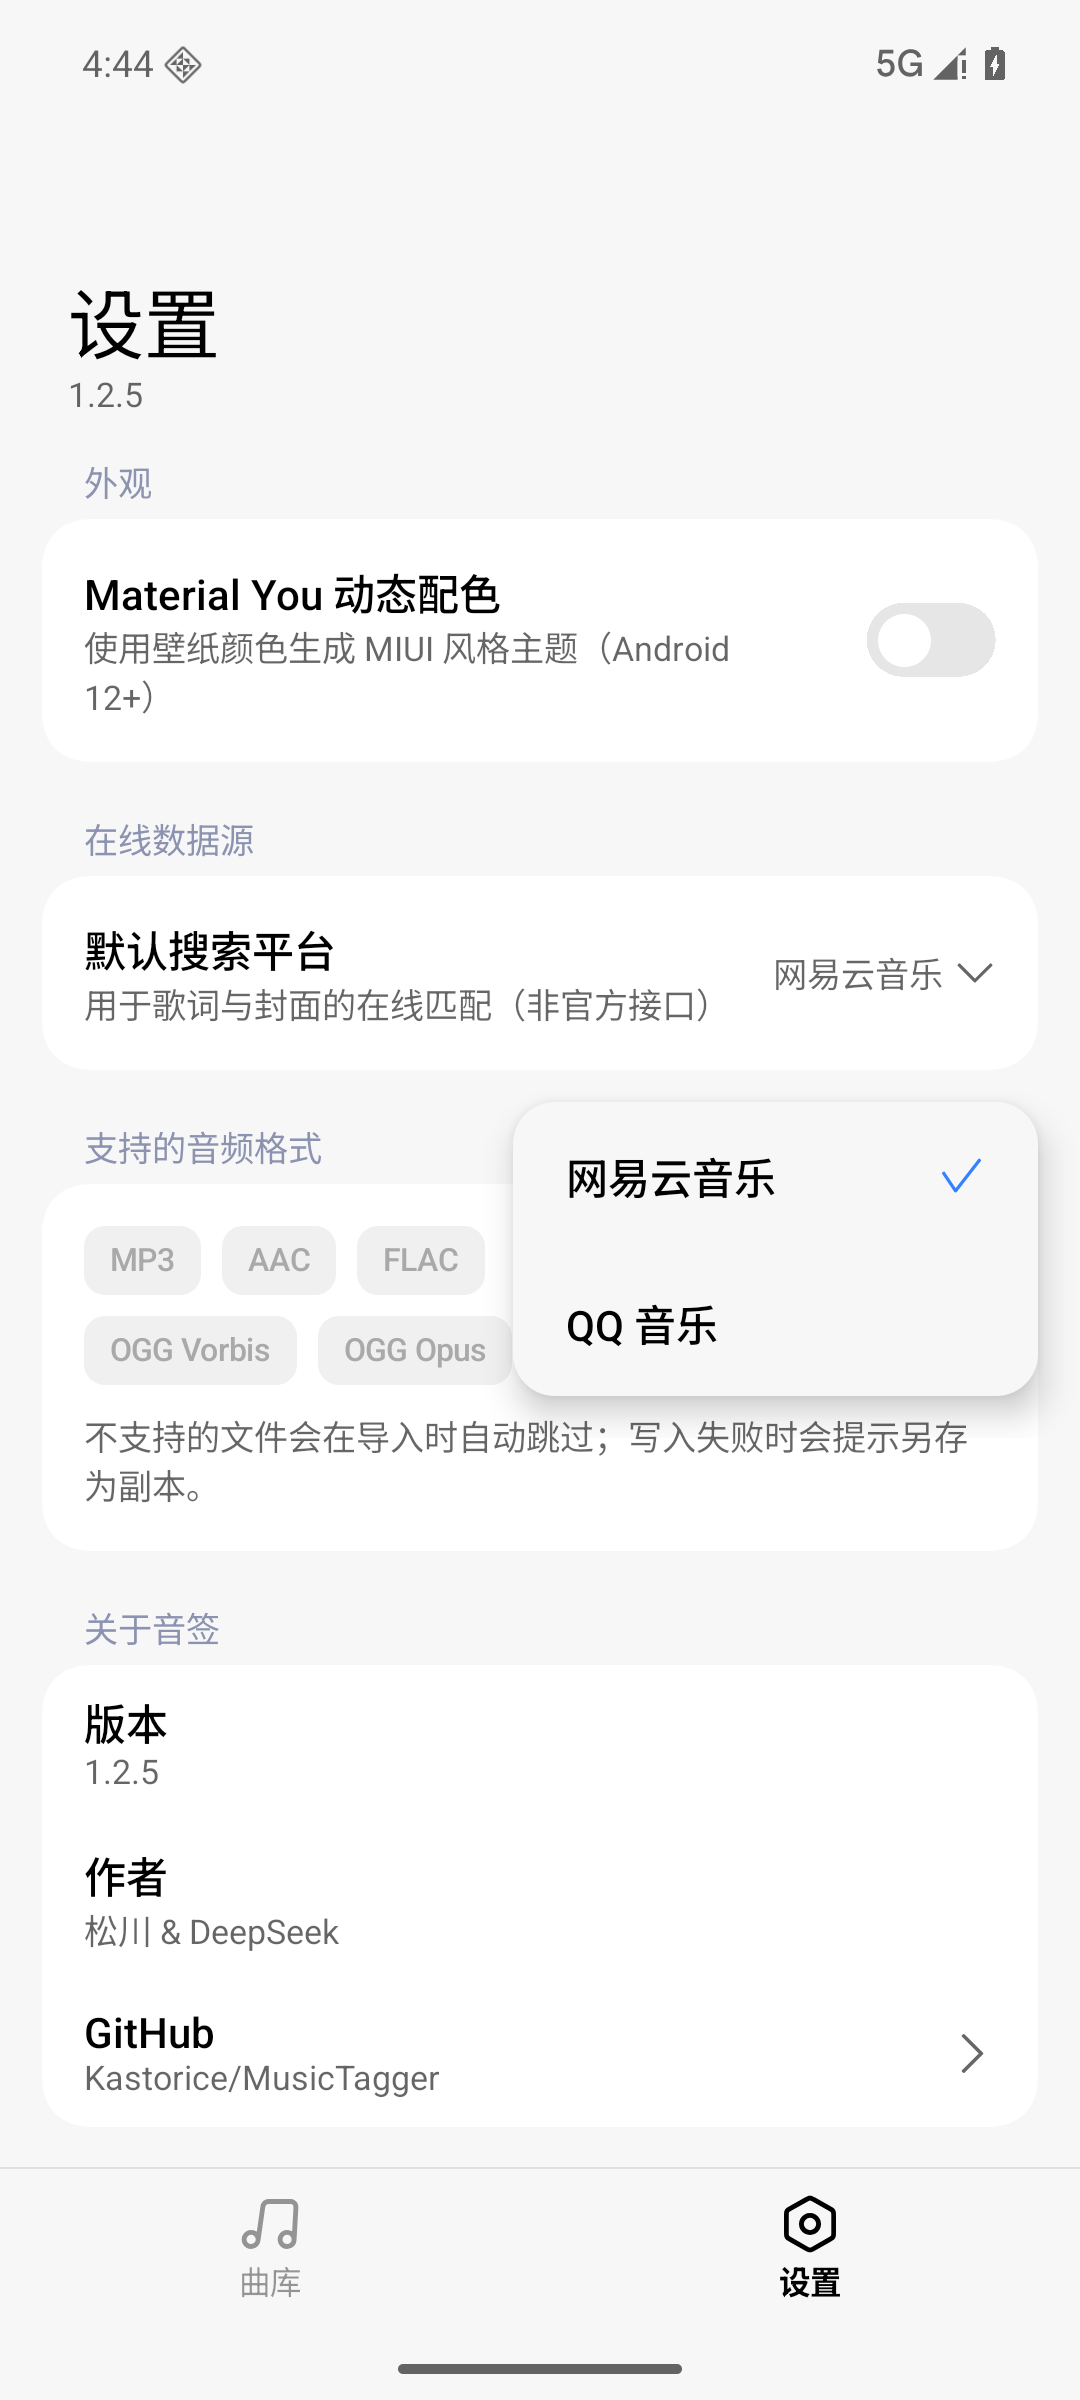 4:44
5G
设置
1.2.5
外观
Material You 动态配色
使用壁纸颜色生成 MIUI 风格主题（Android
12+）
在线数据源
默认搜索平台
用于歌词与封面的在线匹配（非官方接口）
网易云音乐
支持的音频格式
网易云音乐
QQ 音乐
MP3
AAC
FLAC
OGG Vorbis
OGG Opus
不支持的文件会在导入时自动跳过；写入失败时会提示另存
为副本。
关于音签
版本
1.2.5
作者
松川 & DeepSeek
GitHub
Kastorice/MusicTagger
曲库
设置